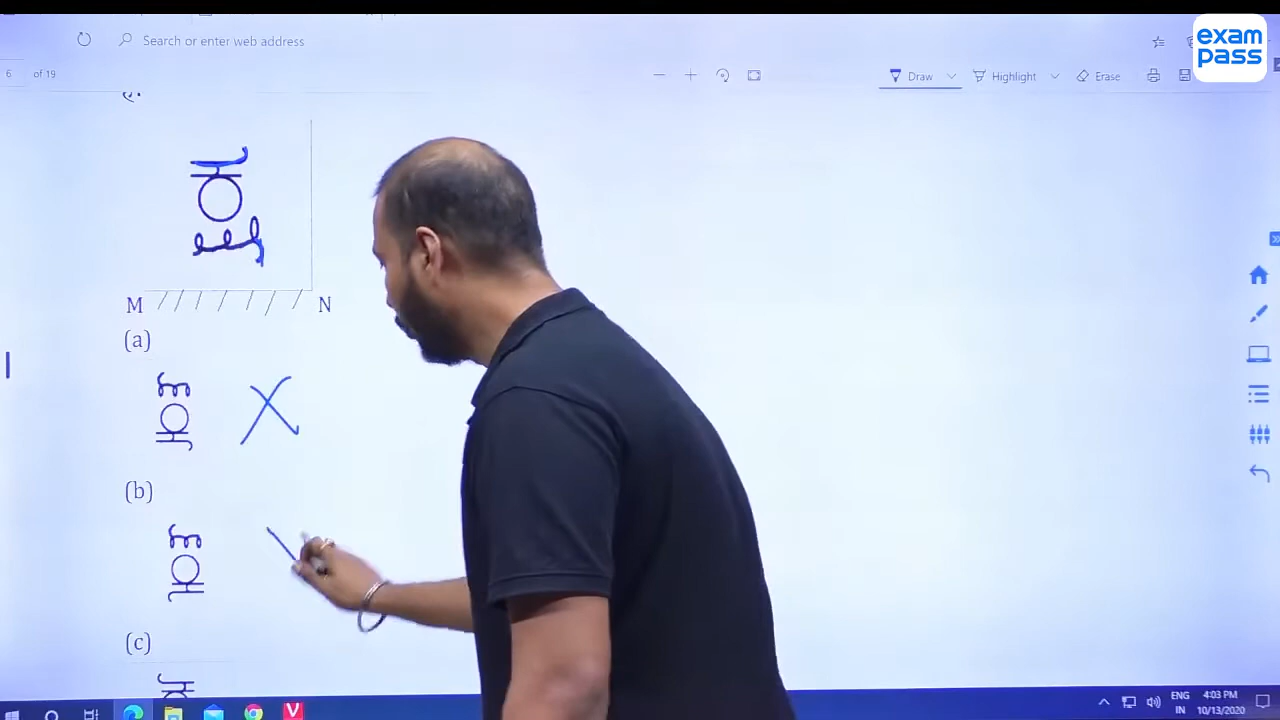 exam
pass
Search or enter web address
6 of 19
Draw
Highlight
Erase
M
N
(a)
(b)
(c)
ENG
IN
4:03 PM
10/13/2020